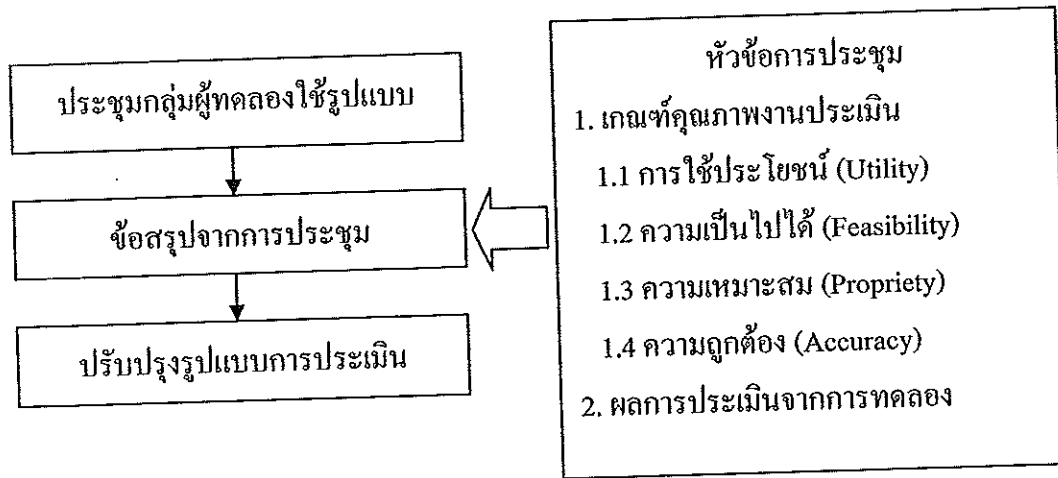 ประชุมกลุ่มผู้ทดลองใช้รูปแบบ
ข้อสรุปจากการประชุม
ปรับปรุงรูปแบบการประเมิน
หัวข้อการประชุม
1. เกณฑ์คุณภาพงานประเมิน
1.1 การใช้ประโยชน์ (Utility)
1.2 ความเป็นไปได้ (Feasibility)
1.3 ความเหมาะสม (Propriety)
1.4 ความถูกต้อง (Accuracy)
2. ผลการประเมินจากการทดลอง